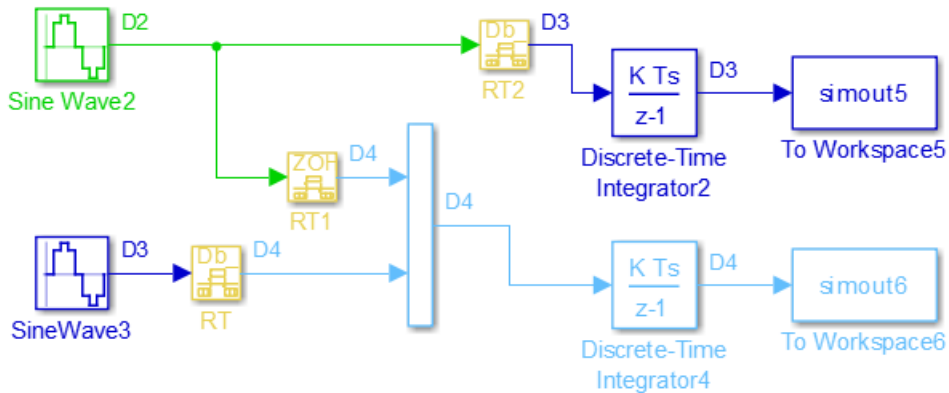 D2
Sine Wave2
Db
RT2
D3
K Ts
z-1
Discrete-Time
Integrator2
D3
simout5
To Workspace5
ZOH
RT1
D4
D4
D3
SineWave3
Db
RT
D4
K Ts
z-1
Discrete-Time
Integrator4
D4
simout6
To Workspace6